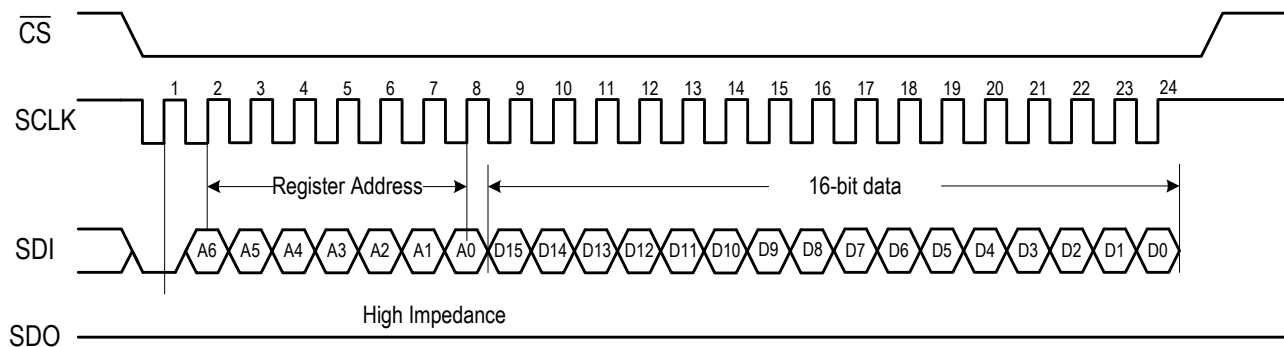 CS
1 2 3 4 5 6 7 8 9 10 11 12 13 14 15 16 17 18 19 20 21 22 23 24
SCLK
Register Address 16-bit data
SDI A6 A5 A4 A3 A2 A1 A0 D15 D14 D13 D12 D11 D10 D9 D8 D7 D6 D5 D4 D3 D2 D1 D0
High Impedance
SDO